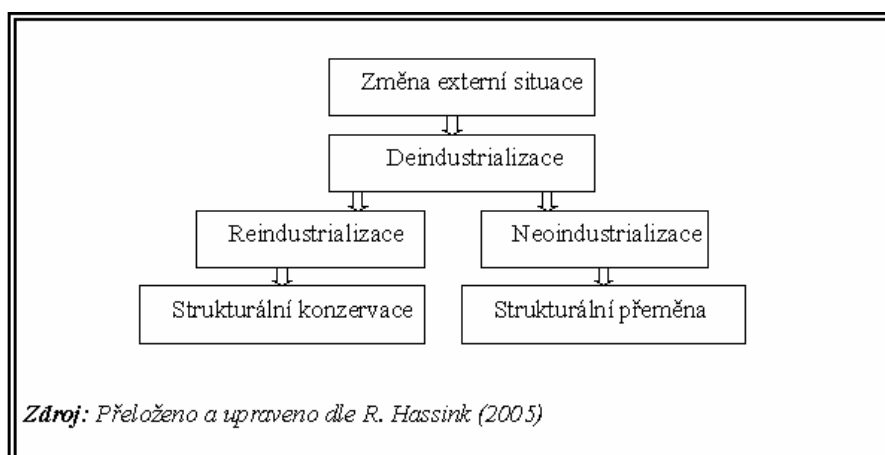 Změna externí situace
Deindustrializace
Reindustrializace
Neoindustrializace
Strukturální konzervace
Strukturální přeměna
Zdroj: Přeloženo a upraveno dle R. Hassink (2005)